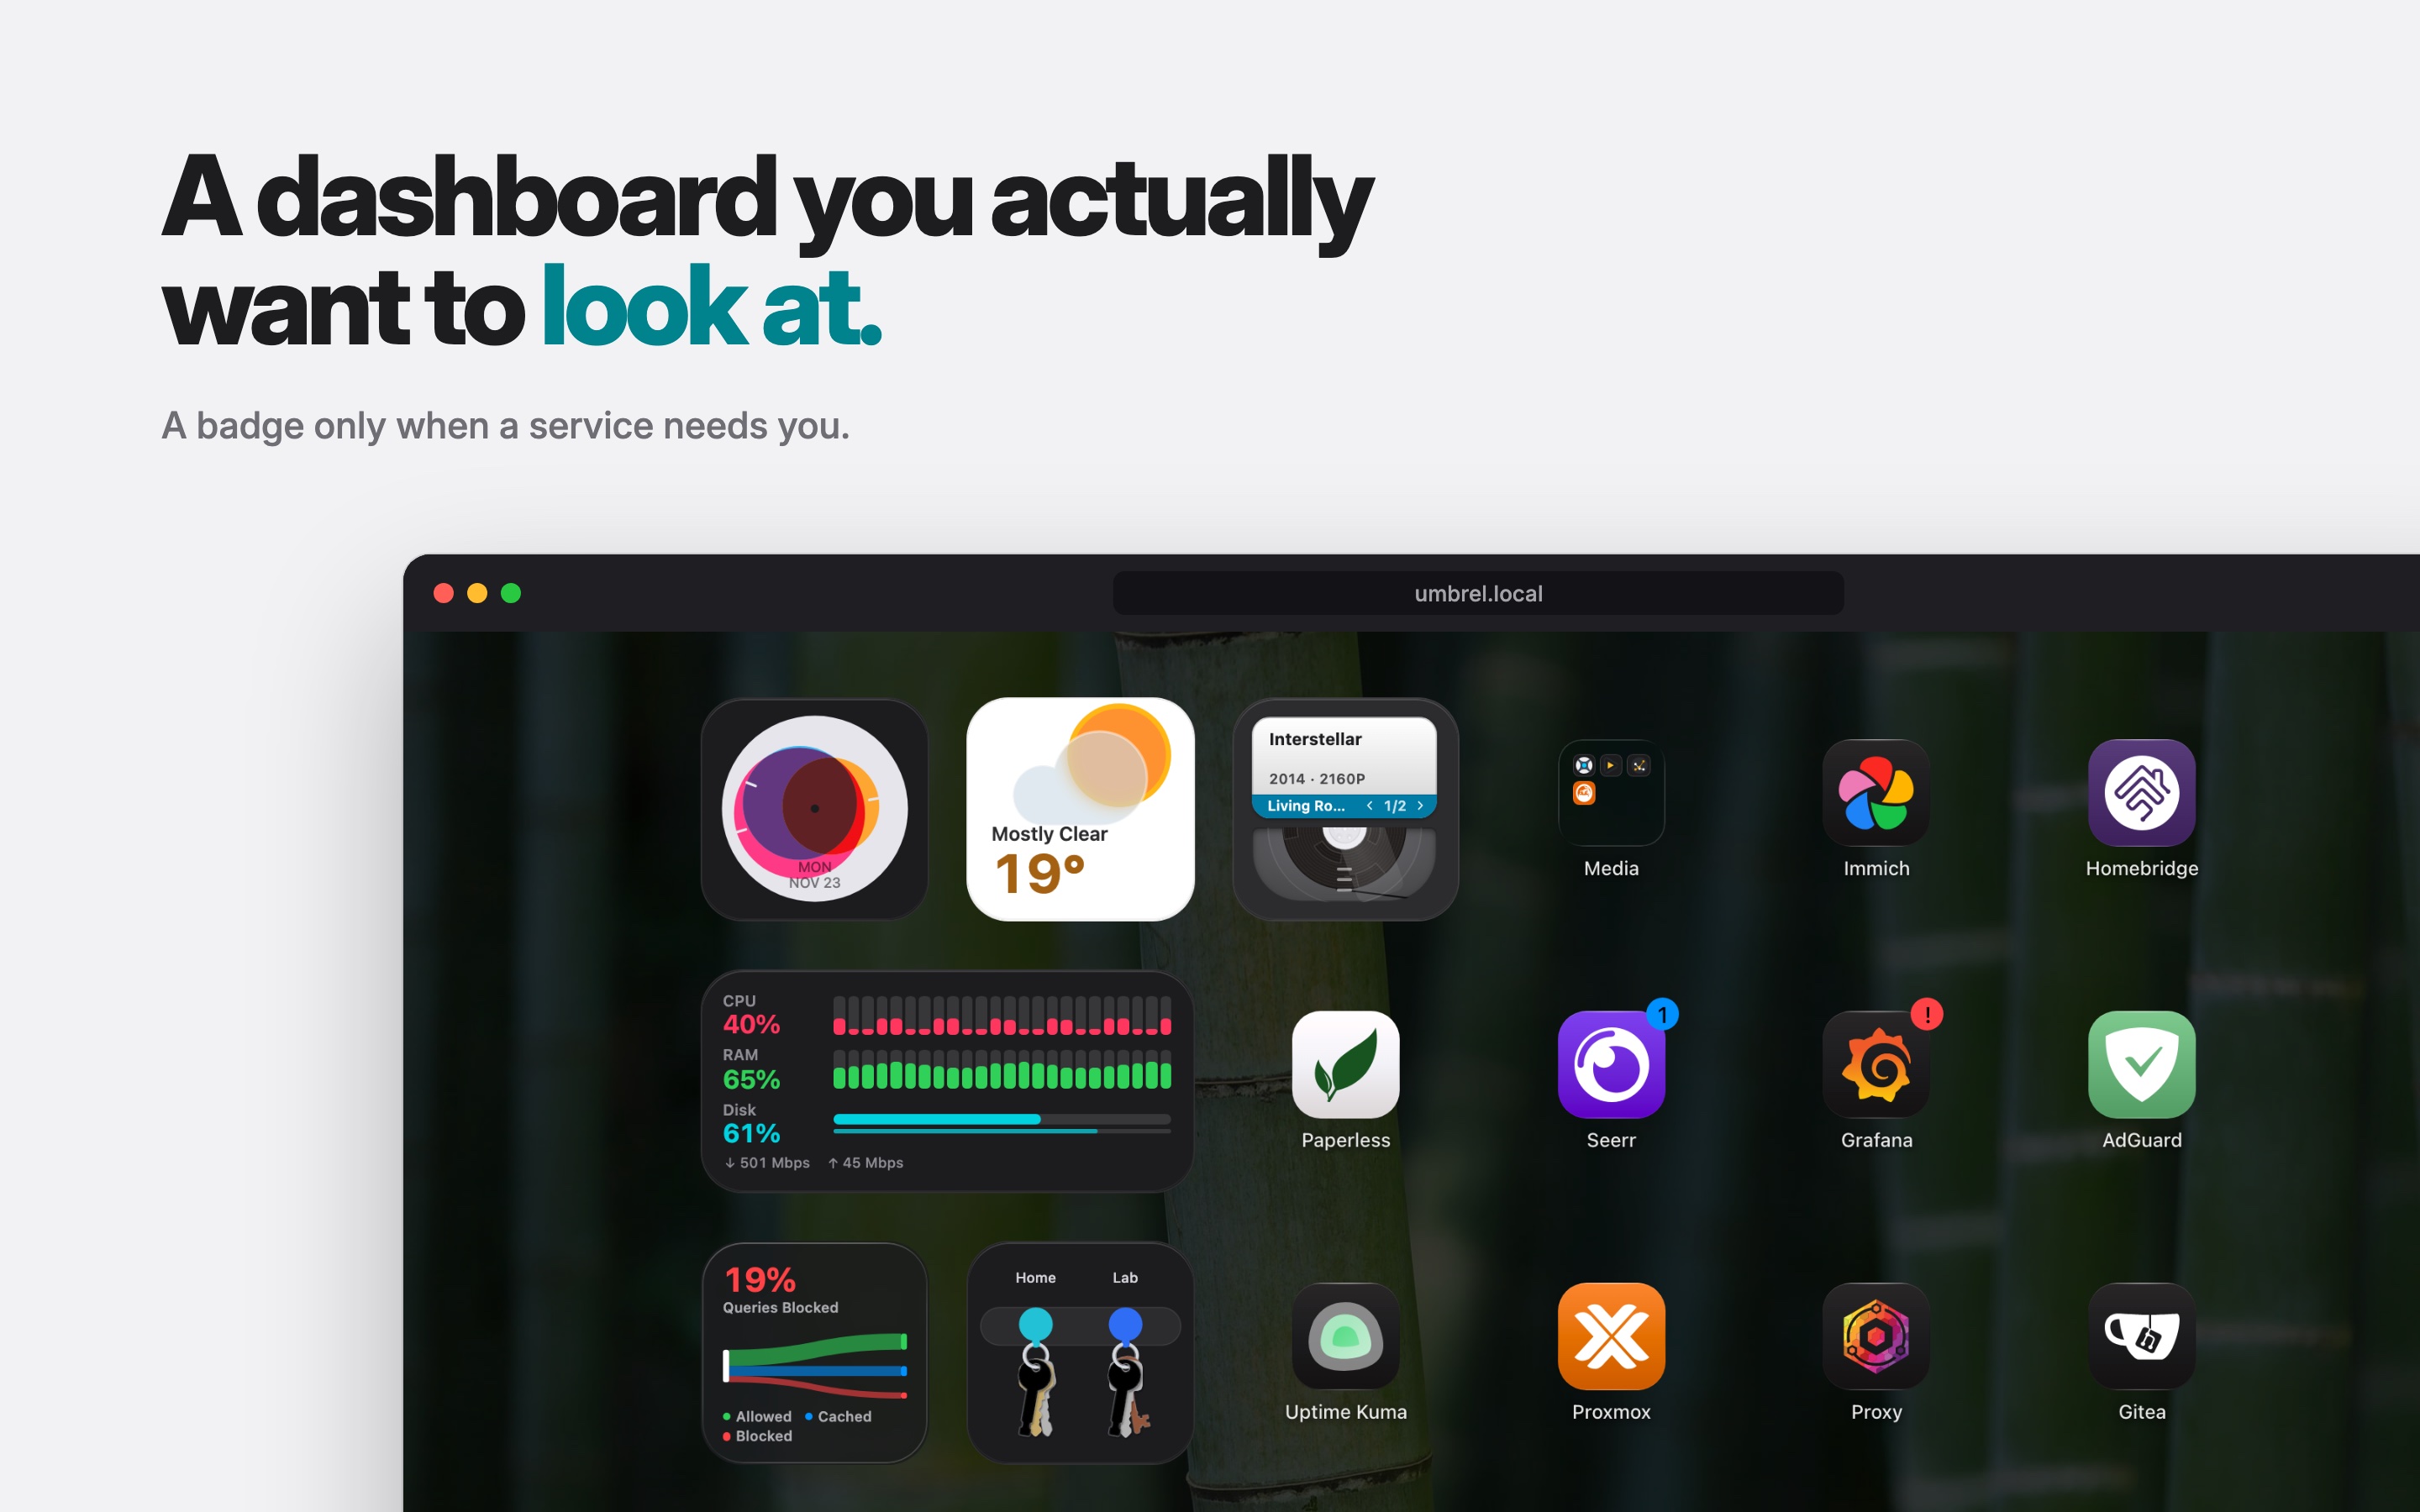 A dashboard you actually
want to look at.
A badge only when a service needs you.
umbrel.local
MON
NOV 23
Mostly Clear
19°
Interstellar
2014 · 2160P
Living Ro... < 1/2 >
Media
Immich
Homebridge
CPU
40%
RAM
65%
Disk
61%
↓ 501 Mbps ↑ 45 Mbps
Paperless
1
Seerr
!
Grafana
AdGuard
19%
Queries Blocked
Allowed
Cached
Blocked
Home
Lab
Uptime Kuma
Proxmox
Proxy
Gitea